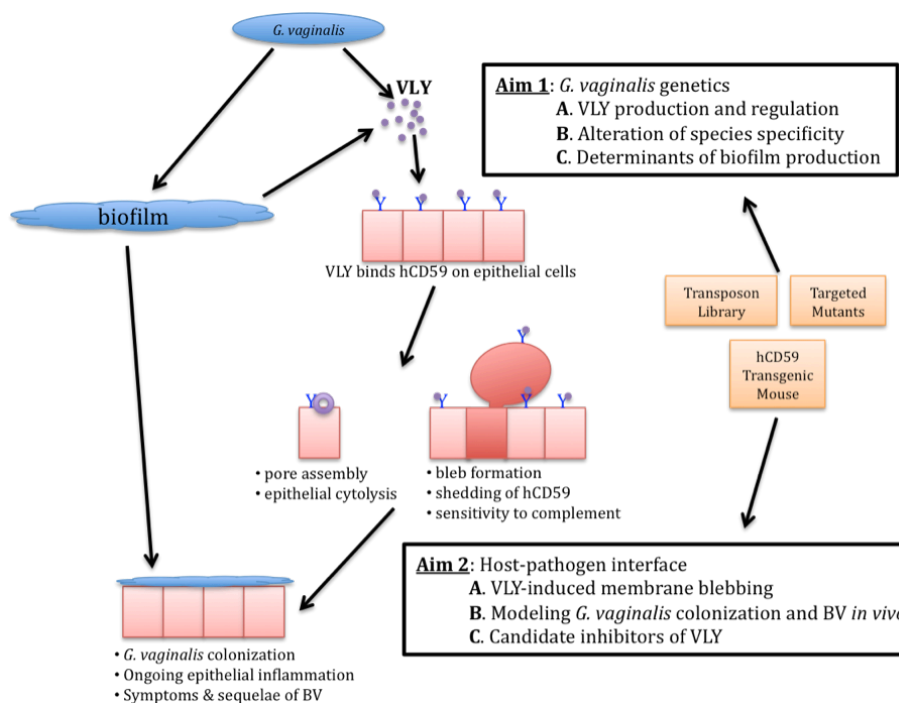 G. vaginalis
VLY
biofilm
Y Y Y Y
VLY binds hCD59 on epithelial cells
Y
Y
Y Y Y
• pore assembly
• epithelial cytolysis
• bleb formation
• shedding of hCD59
• sensitivity to complement
• G. vaginalis colonization
• Ongoing epithelial inflammation
• Symptoms & sequelae of BV
Aim 1: G. vaginalis genetics
A. VLY production and regulation
B. Alteration of species specificity
C. Determinants of biofilm production
Transposon
Library
Targeted
Mutants
hCD59
Transgenic
Mouse
Aim 2: Host-pathogen interface
A. VLY-induced membrane blebbing
B. Modeling G. vaginalis colonization and BV in vivo
C. Candidate inhibitors of VLY